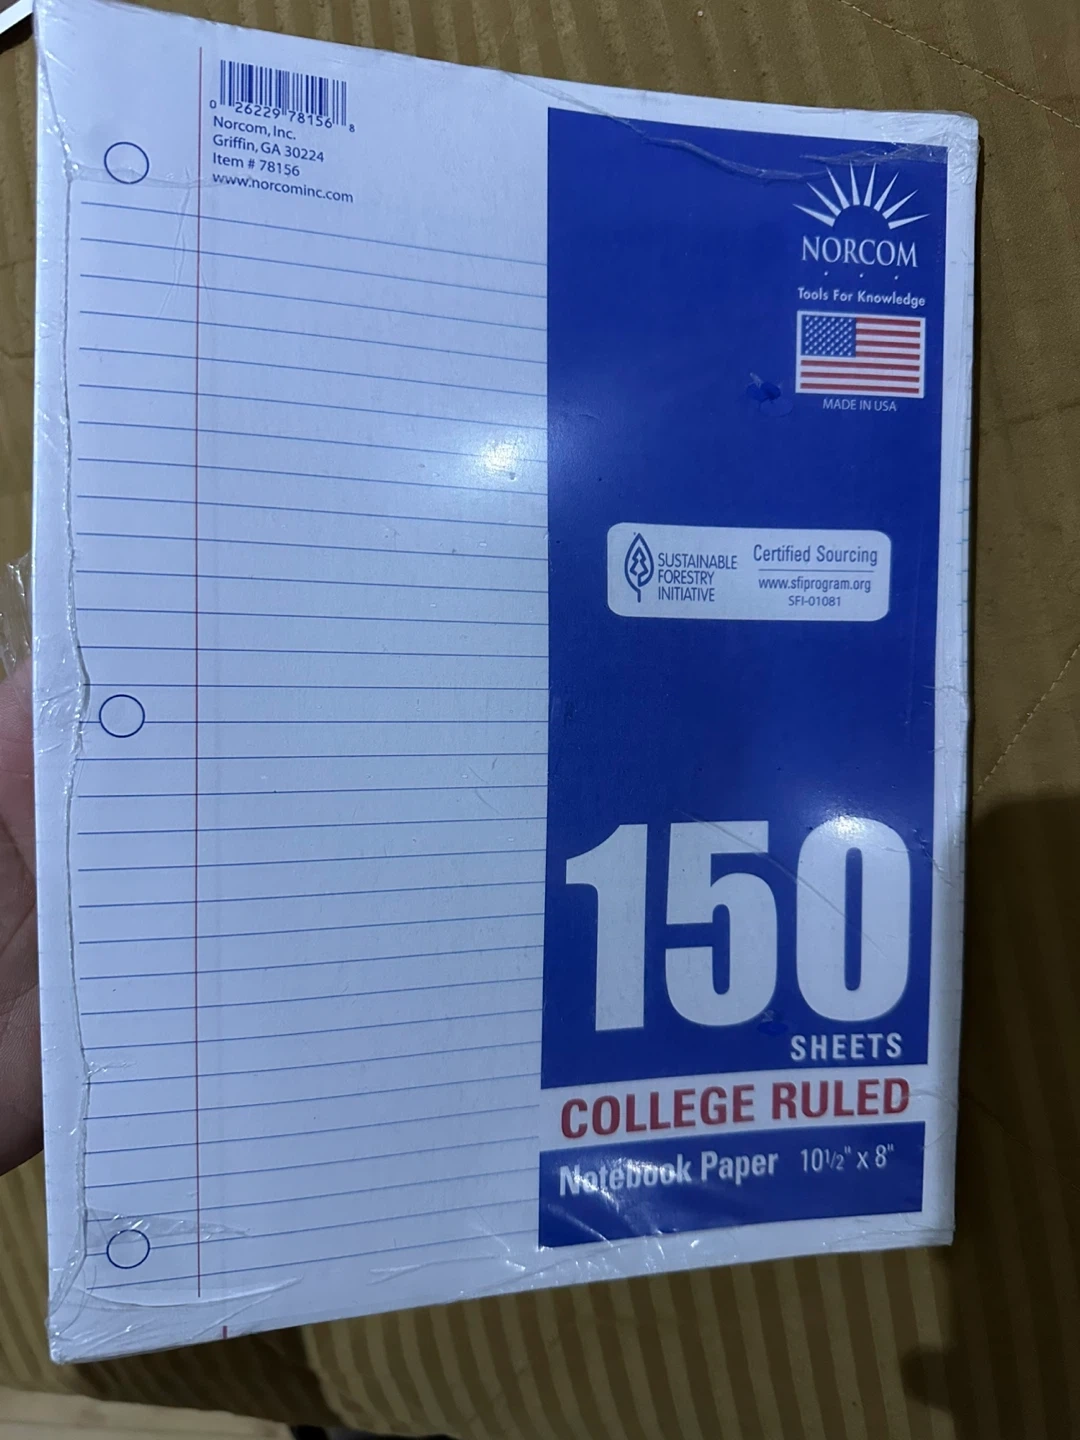 0 26229 78156 8
Norcom, Inc.
Griffin, GA 30224
Item # 78156
www.norcominc.com
NORCOM
Tools For Knowledge
MADE IN USA
SUSTAINABLE
FORESTRY
INITIATIVE
Certified Sourcing
www.sfiprogram.org
SFI-01081
150
SHEETS
COLLEGE RULED
Notebook Paper 10 1/2" x 8"